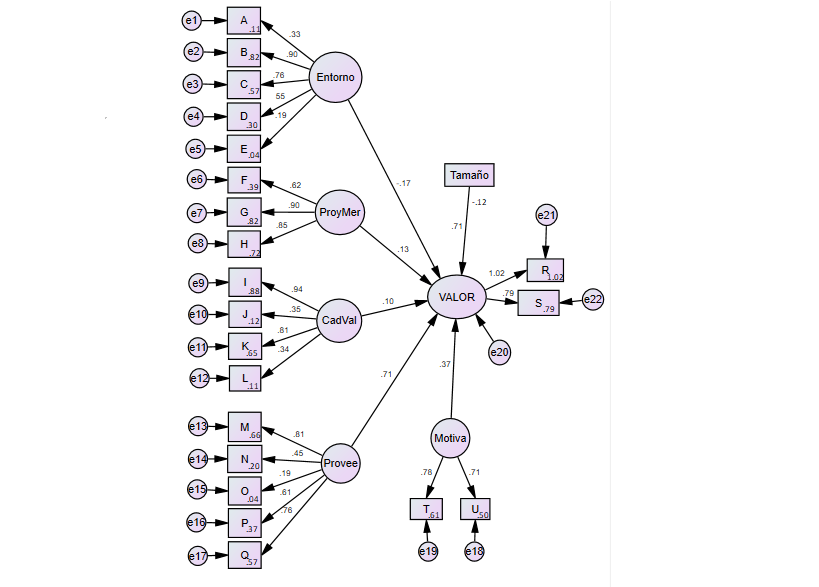 e1 A .11
.33
e2 B .82
.90
Entorno
e3 C .57
.76
e4 D .30
.55
e5 E .04
.19
e6 F .39
.62
-.17
Tamaño
-.12
e7 G .82
.90
ProyMer
e8 H .72
.85
.71
e21
.13
R 1.02
1.02
e9 I .88
.94
VALOR
.79
S .79
e22
e10 J .12
.35
CadVal
.10
e11 K .65
.81
e12 L .11
.34
e20
.71
.37
e13 M .66
.81
Motiva
e14 N .20
.45
Provee
e15 O .04
.19
.78
.71
e16 P .37
.61
T .61
U .50
e17 Q .57
.76
e19
e18